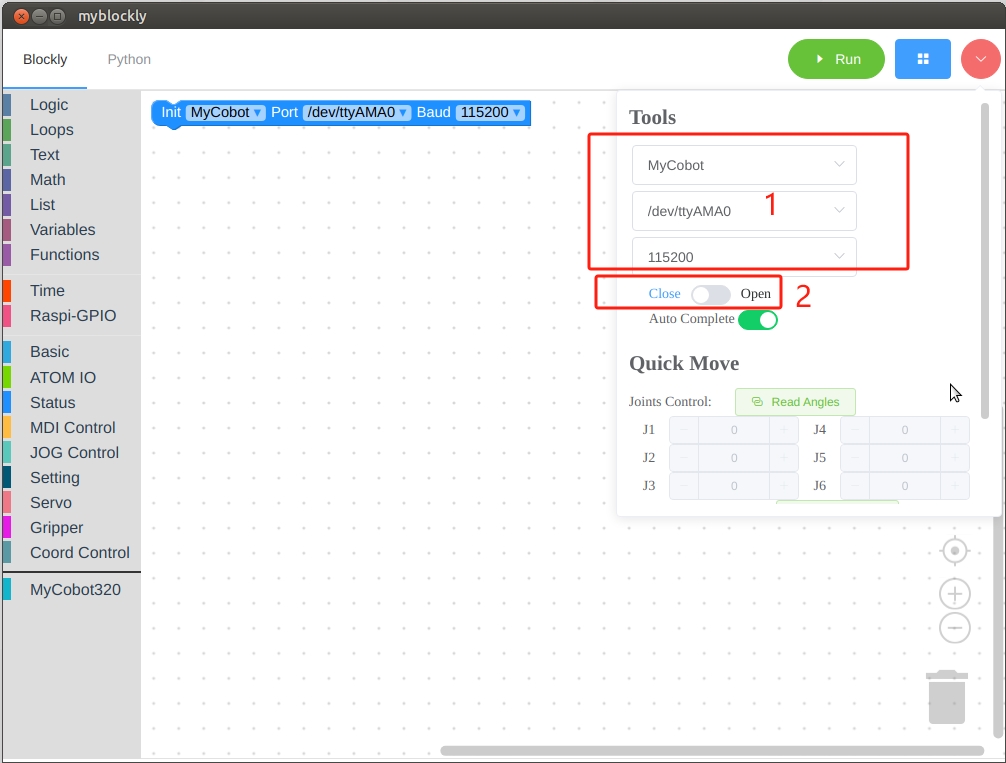 myblockly
Blockly Python Run
Logic
Loops
Text
Math
List
Variables
Functions
Time
Raspi-GPIO
Basic
ATOM IO
Status
MDI Control
JOG Control
Setting
Servo
Gripper
Coord Control
MyCobot320
Init MyCobot Port /dev/ttyAMA0 Baud 115200
Tools
MyCobot
/dev/ttyAMA0
1
115200
Close Open
2
Auto Complete
Quick Move
Joints Control: Read Angles
J1 - 0 + J4 - 0 +
J2 - 0 + J5 - 0 +
J3 - 0 + J6 - 0 +